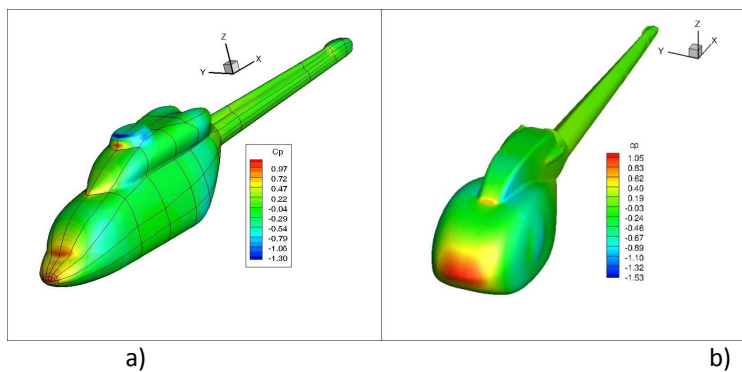 Z
X
Y
Cp
0.97
0.72
0.47
0.22
-0.04
-0.29
-0.54
-0.79
-1.05
-1.30
Z
Y
X
cp
1.05
0.83
0.62
0.40
0.19
-0.03
-0.24
-0.46
-0.67
-0.89
-1.10
-1.32
-1.53
a)
b)